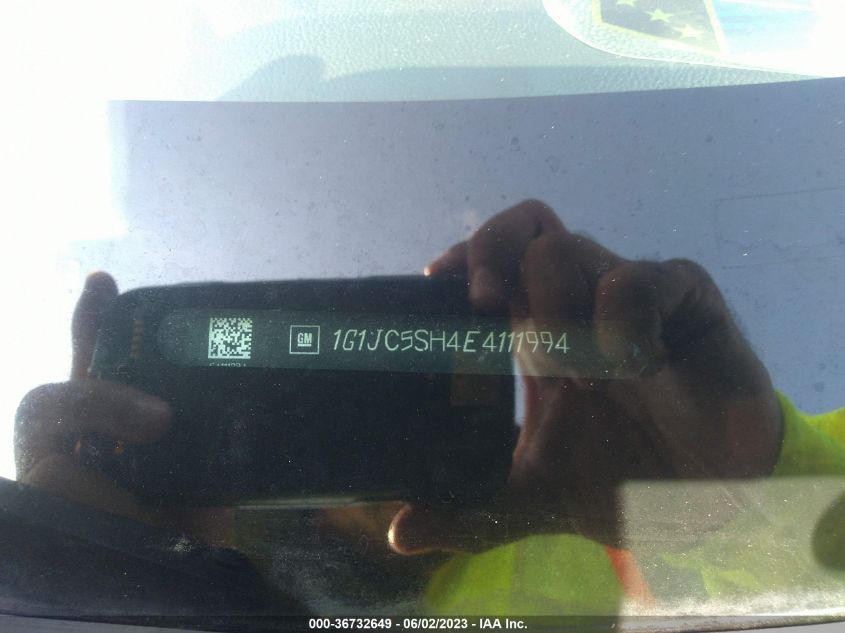 GM 1G1JC5SH4E4111994
000-36732649 - 06/02/2023 - IAA Inc.